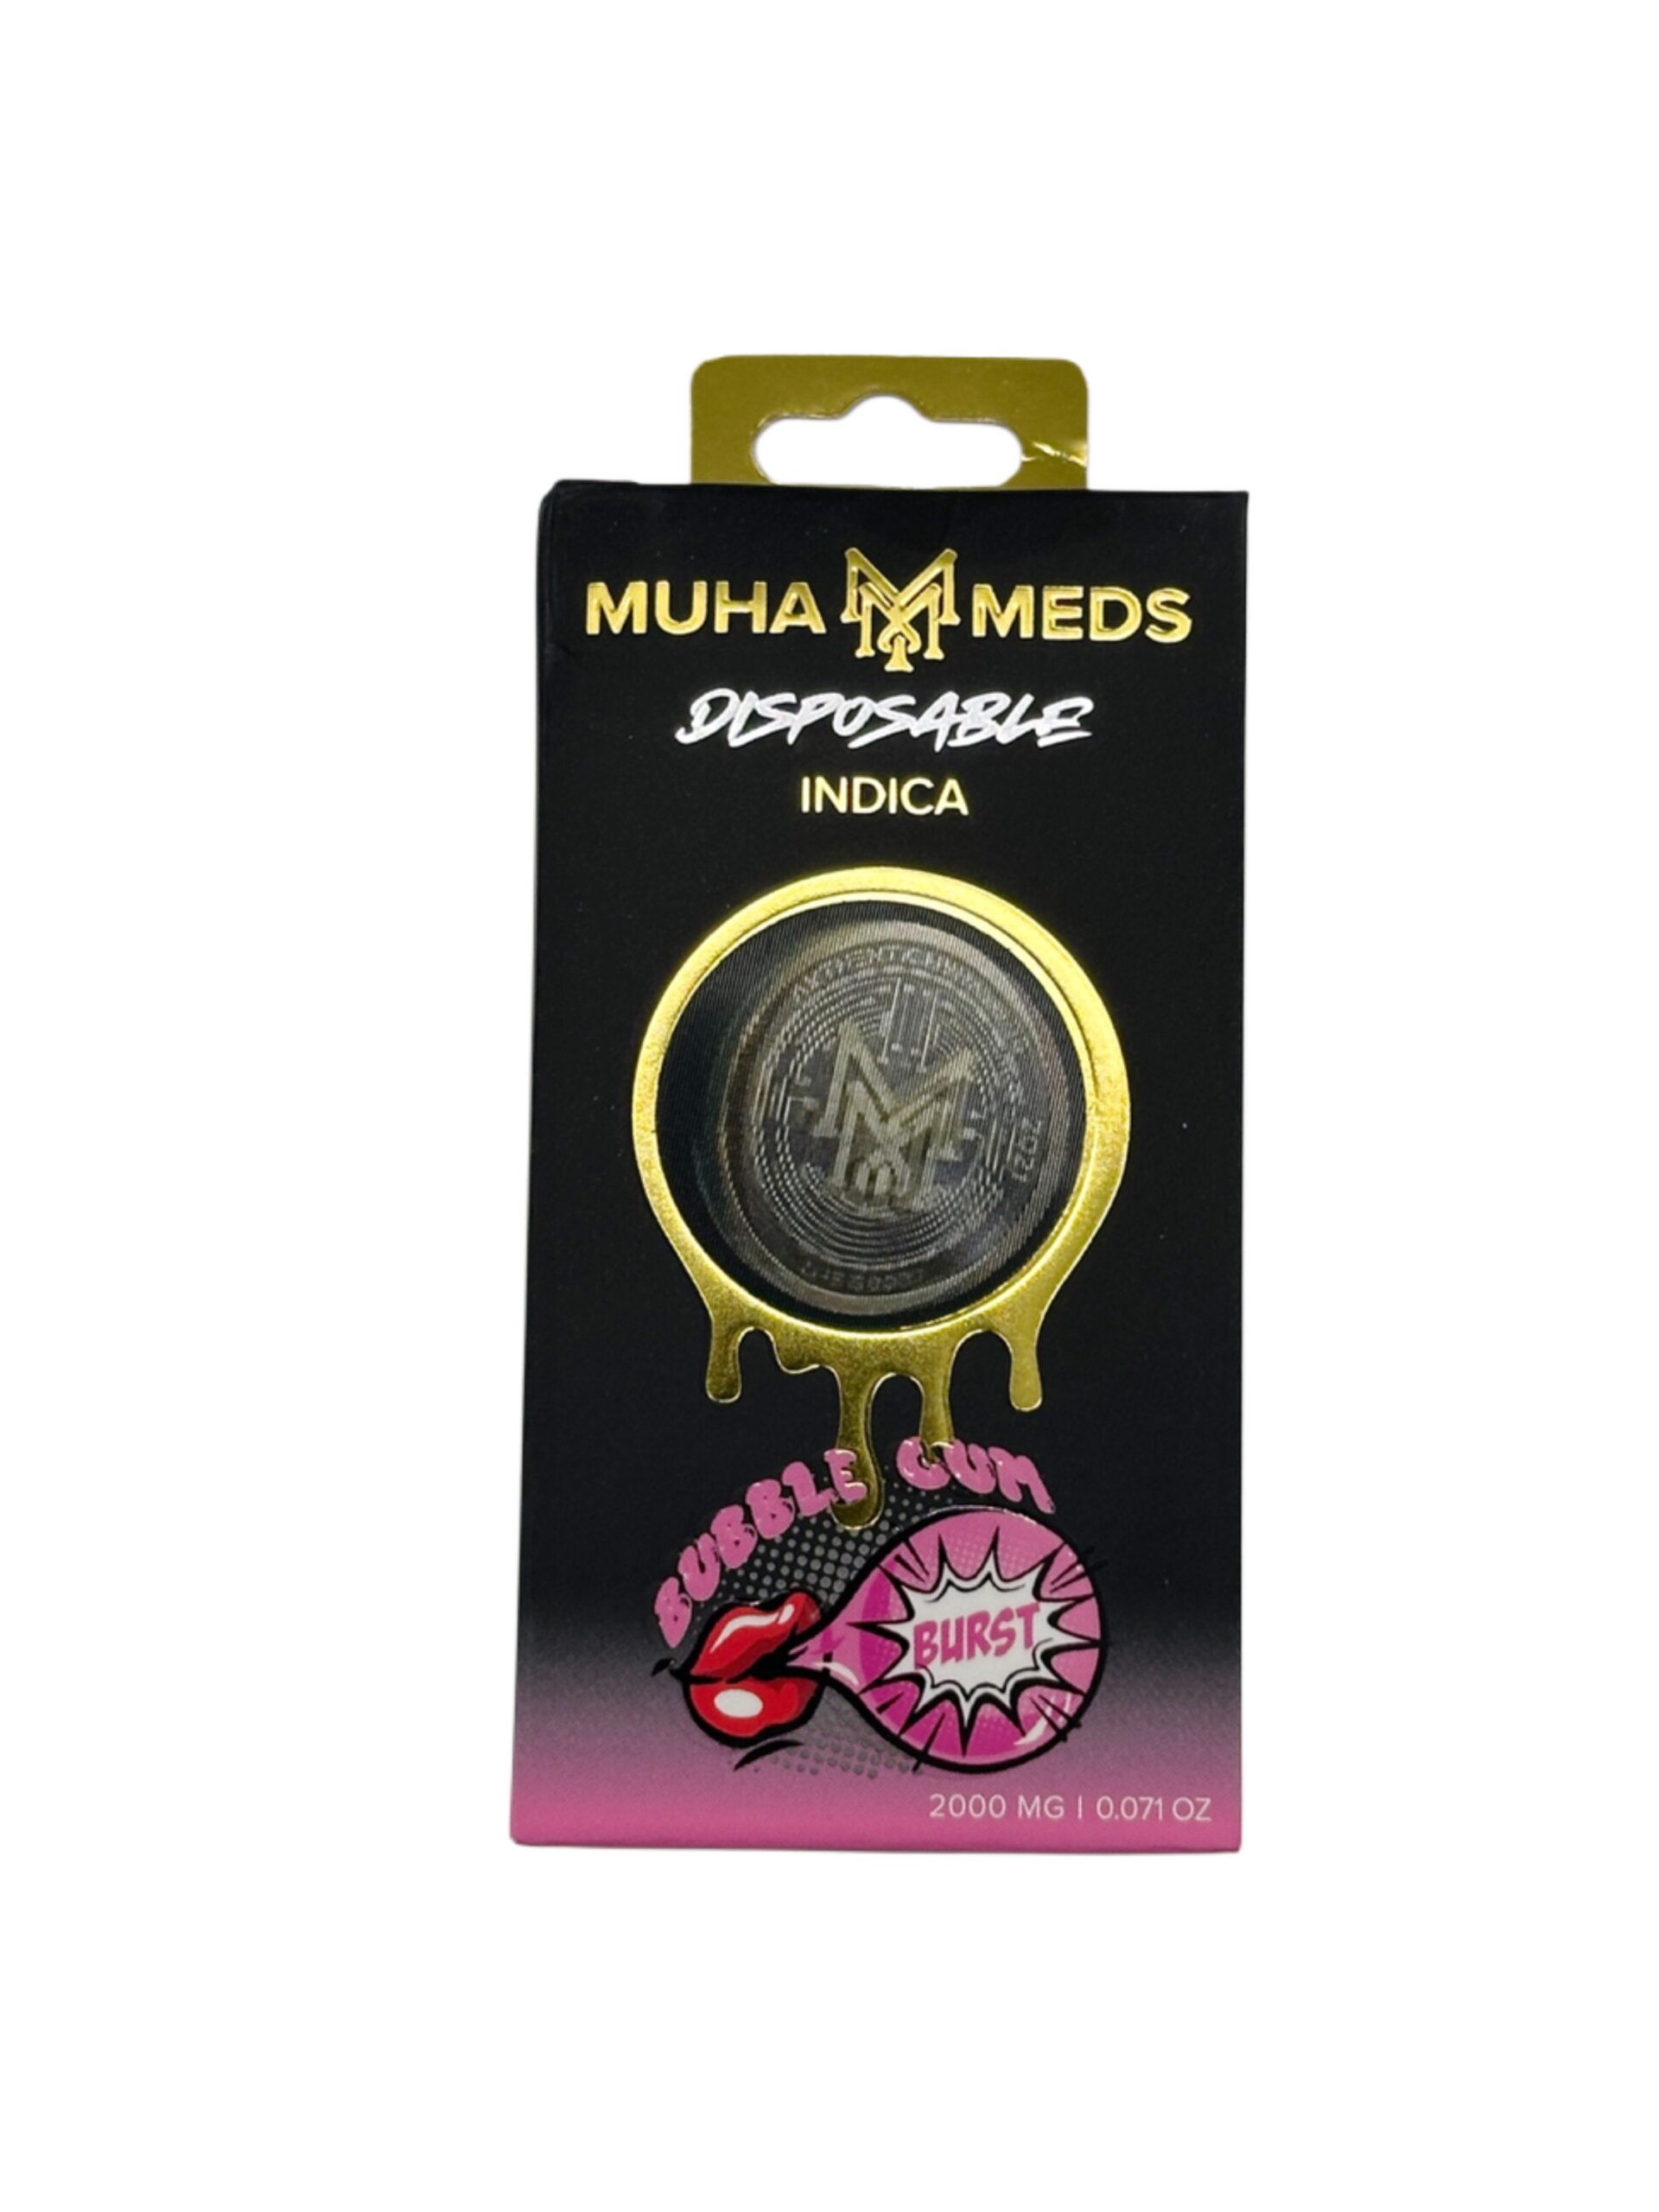 MUHA MEDS
DISPOSABLE
INDICA
BUBBLE GUM
BURST
2000 MG | 0.071 OZ